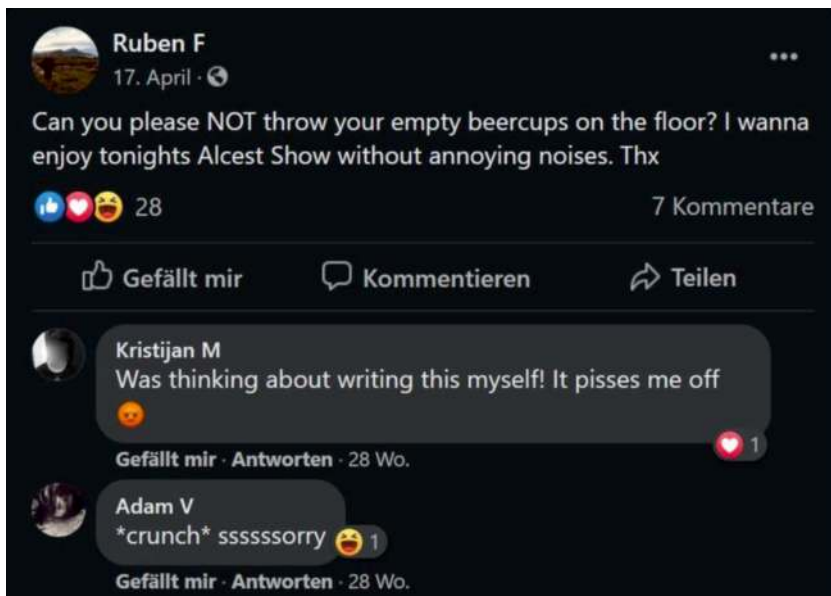 Ruben F
17. April ·
Can you please NOT throw your empty beercups on the floor? I wanna
enjoy tonights Alcest Show without annoying noises. Thx
28
7 Kommentare
Gefällt mir
Kommentieren
Teilen
Kristijan M
Was thinking about writing this myself! It pisses me off
😡
1
Gefällt mir · Antworten · 28 Wo.
Adam V
*crunch* ssssssorry
1
Gefällt mir · Antworten · 28 Wo.